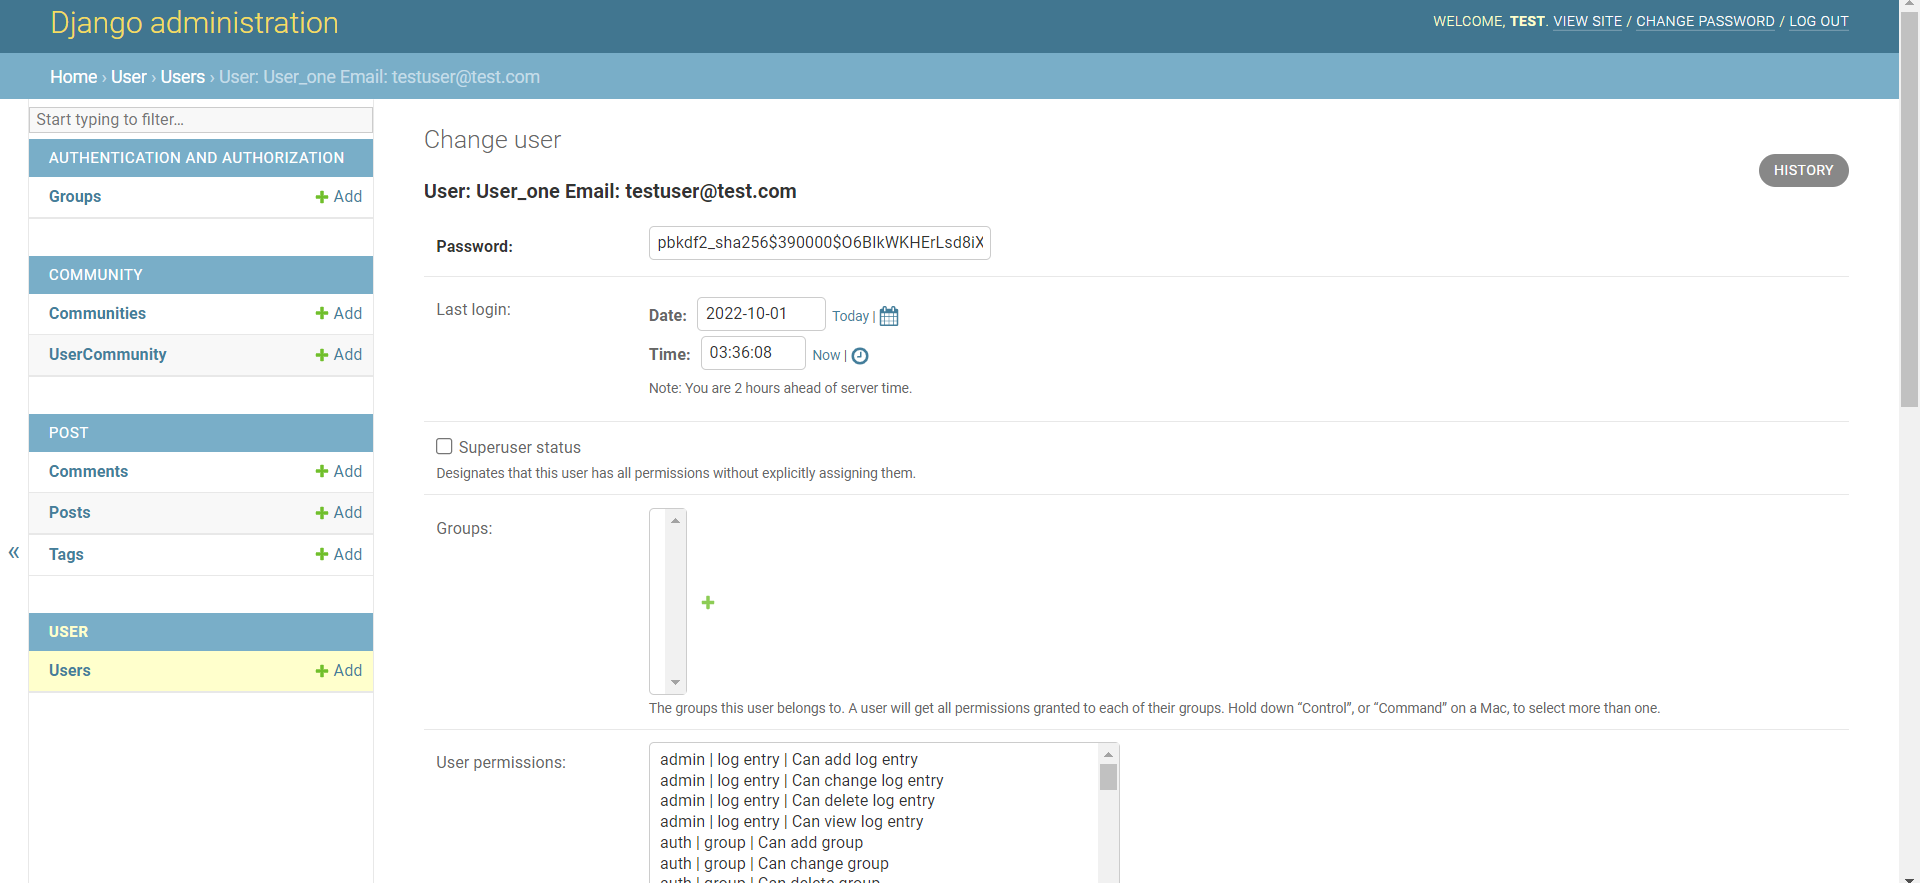 Django administration
WELCOME, TEST. VIEW SITE / CHANGE PASSWORD / LOG OUT
Home › User › Users › User: User_one Email: testuser@test.com
Start typing to filter…
AUTHENTICATION AND AUTHORIZATION
Groups Add
COMMUNITY
Communities Add
UserCommunity Add
POST
Comments Add
Posts Add
Tags Add
«
USER
Users Add
Change user
HISTORY
User: User_one Email: testuser@test.com
Password: pbkdf2_sha256$390000$O6BIkWKHErLsd8iX
Last login:
Date: 2022-10-01 Today |
Time: 03:36:08 Now |
Note: You are 2 hours ahead of server time.
Superuser status
Designates that this user has all permissions without explicitly assigning them.
Groups:
The groups this user belongs to. A user will get all permissions granted to each of their groups. Hold down “Control”, or “Command” on a Mac, to select more than one.
User permissions:
admin | log entry | Can add log entry
admin | log entry | Can change log entry
admin | log entry | Can delete log entry
admin | log entry | Can view log entry
auth | group | Can add group
auth | group | Can change group
auth | group | Can delete group